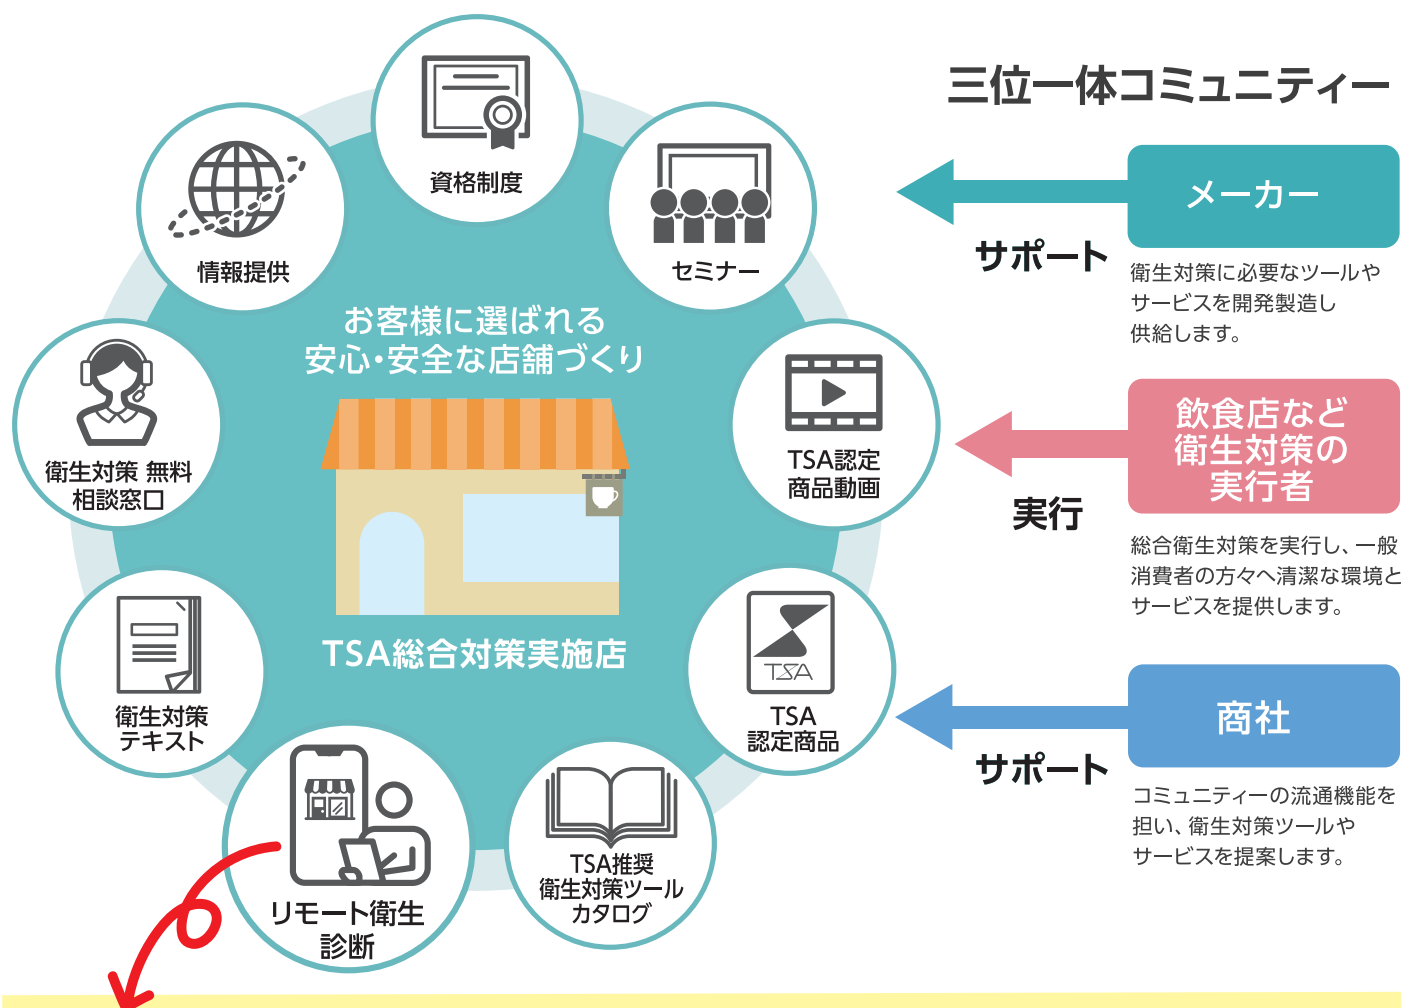 三位一体コミュニティー
資格制度
情報提供
セミナー
メーカー
サポート
衛生対策に必要なツールや
サービスを開発製造し
供給します。
お客様に選ばれる
安心・安全な店舗づくり
衛生対策 無料
相談窓口
TSA認定
商品動画
飲食店など
衛生対策の
実行者
実行
総合衛生対策を実行し、一般
消費者の方々へ清潔な環境と
サービスを提供します。
TSA総合対策実施店
衛生対策
テキスト
TSA
TSA
認定商品
商社
サポート
コミュニティーの流通機能を
担い、衛生対策ツールや
サービスを提案します。
リモート衛生
診断
TSA推奨
衛生対策ツール
カタログ